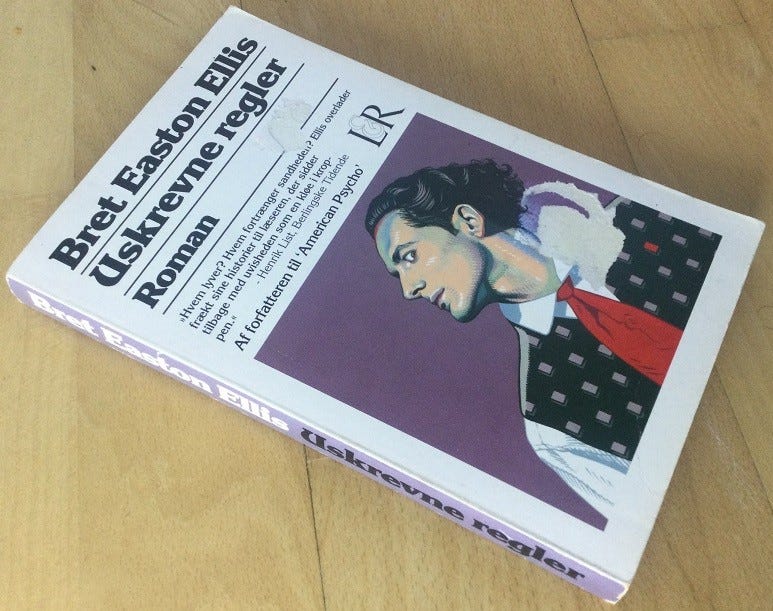 Bret Easton Ellis
Uskrevne regler
Roman
»Hvem lyver? Hvem fortrænger sandheden? Ellis overlader
frækt sine historier til læseren, der sidder
tilbage med uvisheden som en kløe i krop-
pen.«
- Henrik List, Berlingske Tidende
Af forfatteren til 'American Psycho'
L&R
Bret Easton Ellis Uskrevne regler